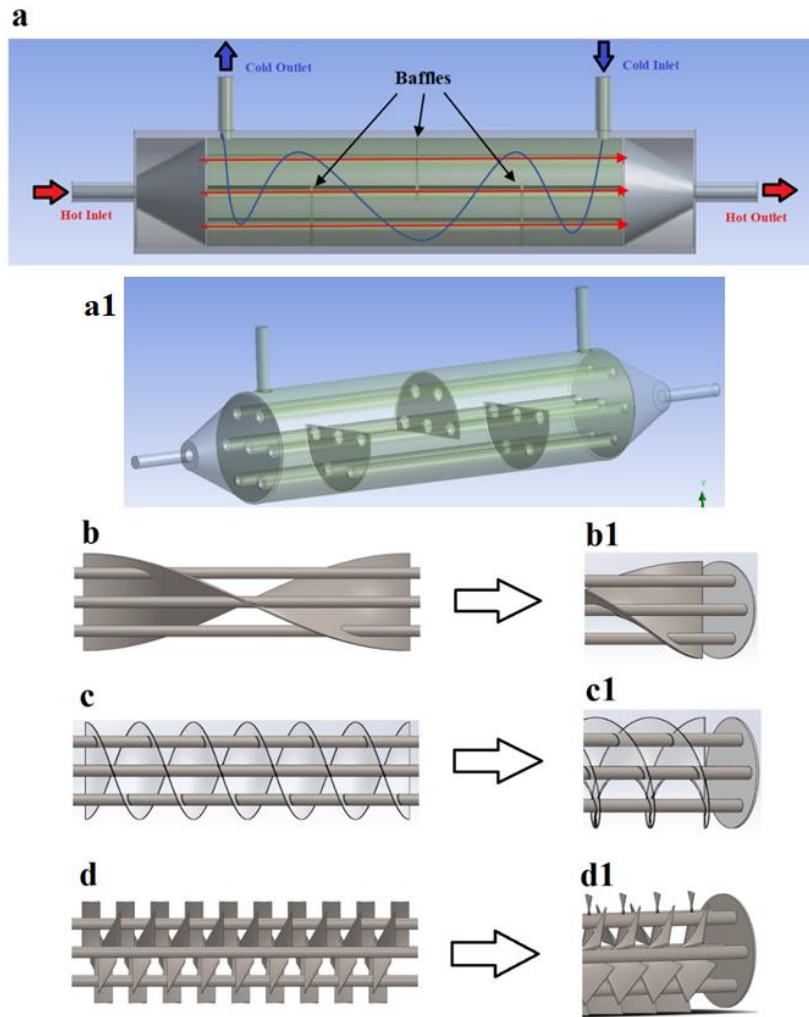 a
Cold Outlet
Baffles
Cold Inlet
Hot Inlet
Hot Outlet
a1
Y
b
b1
c
c1
d
d1